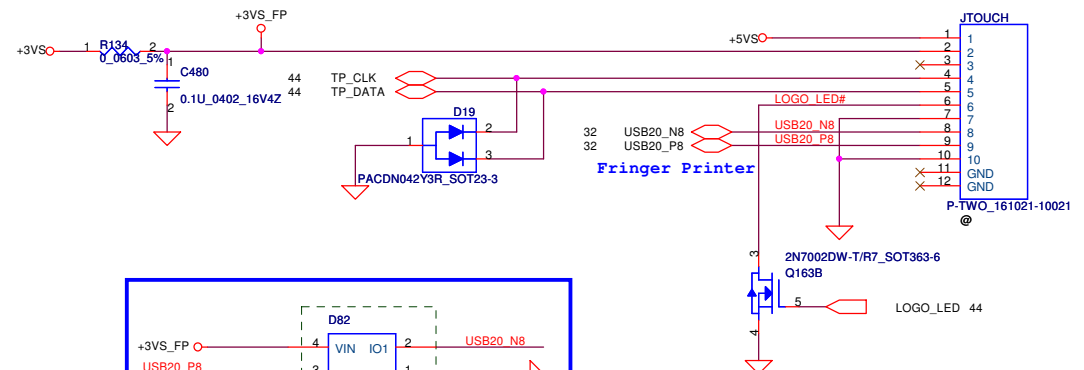 +3VS_FP
JTOUCH
+3VS
1
R134
2
0_0603_5%
1
C480
0.1U_0402_16V4Z
2
+5VS
44 TP_CLK
44 TP_DATA
D19
1
2
3
PACDN042Y3R_SOT23-3
LOGO_LED#
32 USB20_N8
USB20_N8
32 USB20_P8
USB20_P8
Fringer Printer
1 1
2 2
3 3
4 4
5 5
6 6
7 7
8 8
9 9
10 10
11 GND
12 GND
P-TWO_161021-10021
@
3
2N7002DW-T/R7_SOT363-6
Q163B
5
LOGO_LED 44
4
D82
+3VS_FP
4 VIN IO1 2
USB20_N8
USB20_P8
3
1